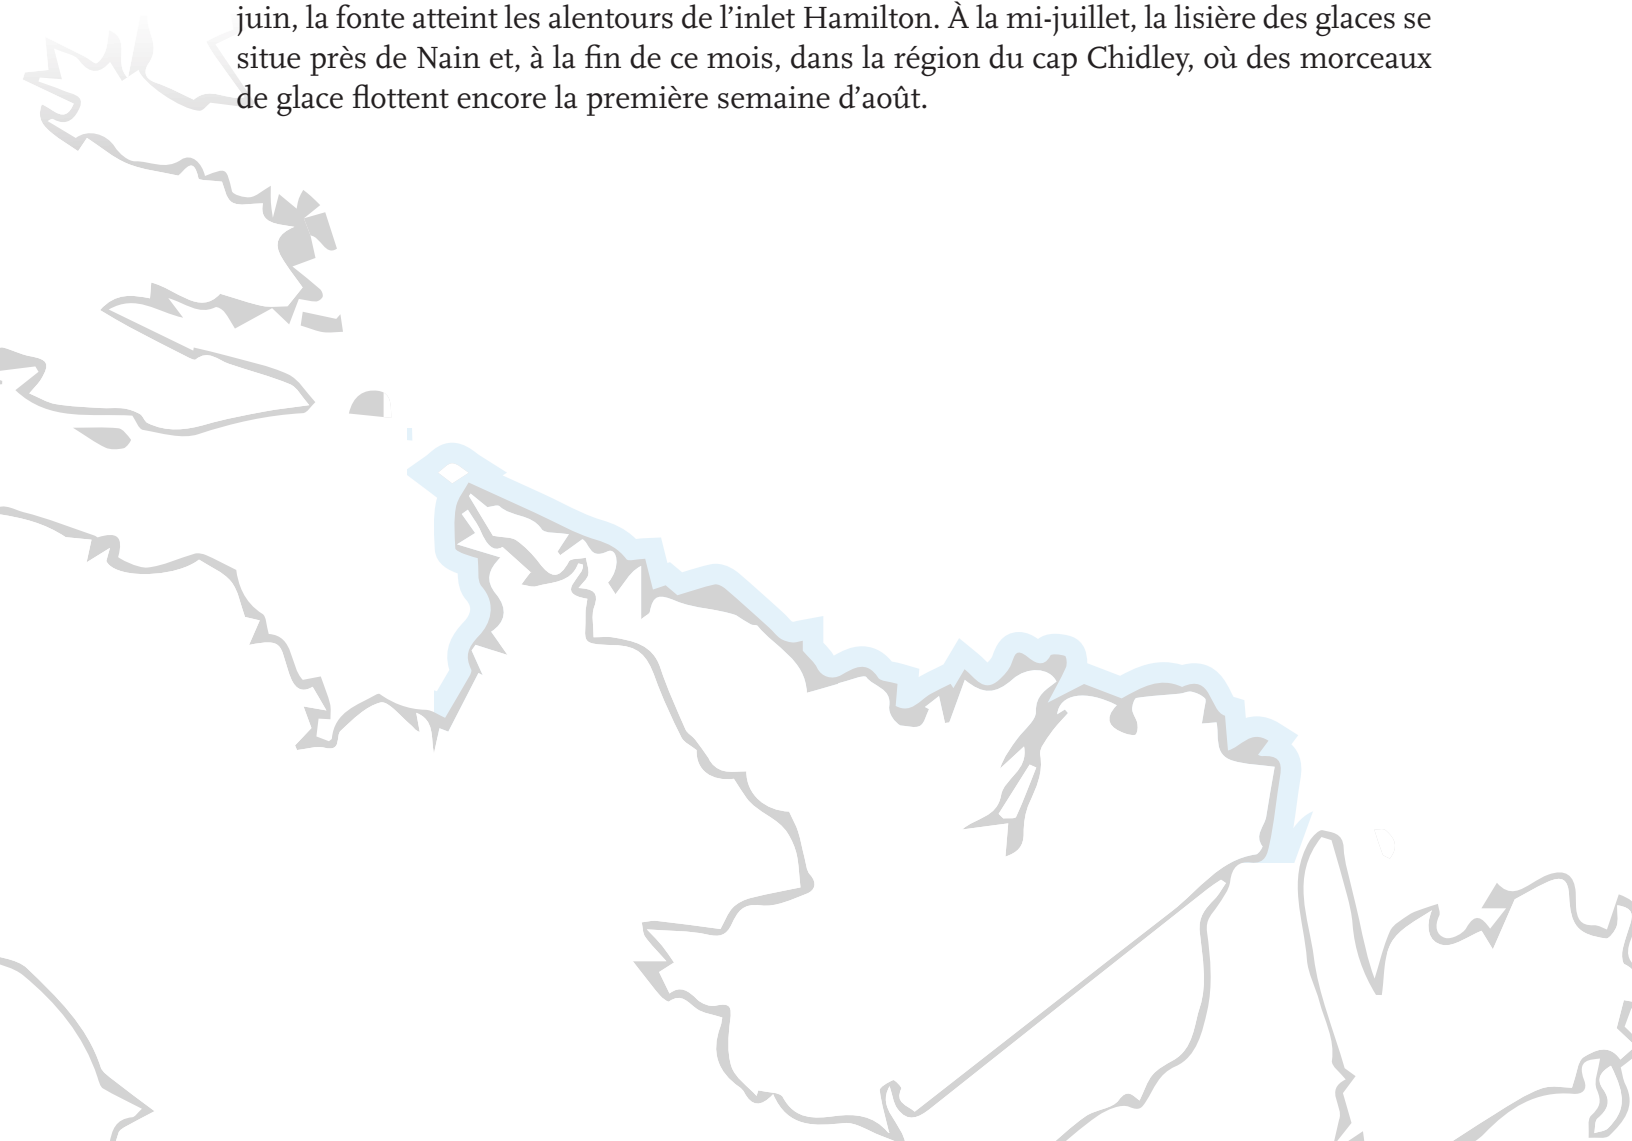 juin, la fonte atteint les alentours de l’inlet Hamilton. À la mi-juillet, la lisière des glaces se
situe près de Nain et, à la fin de ce mois, dans la région du cap Chidley, où des morceaux
de glace flottent encore la première semaine d’août.